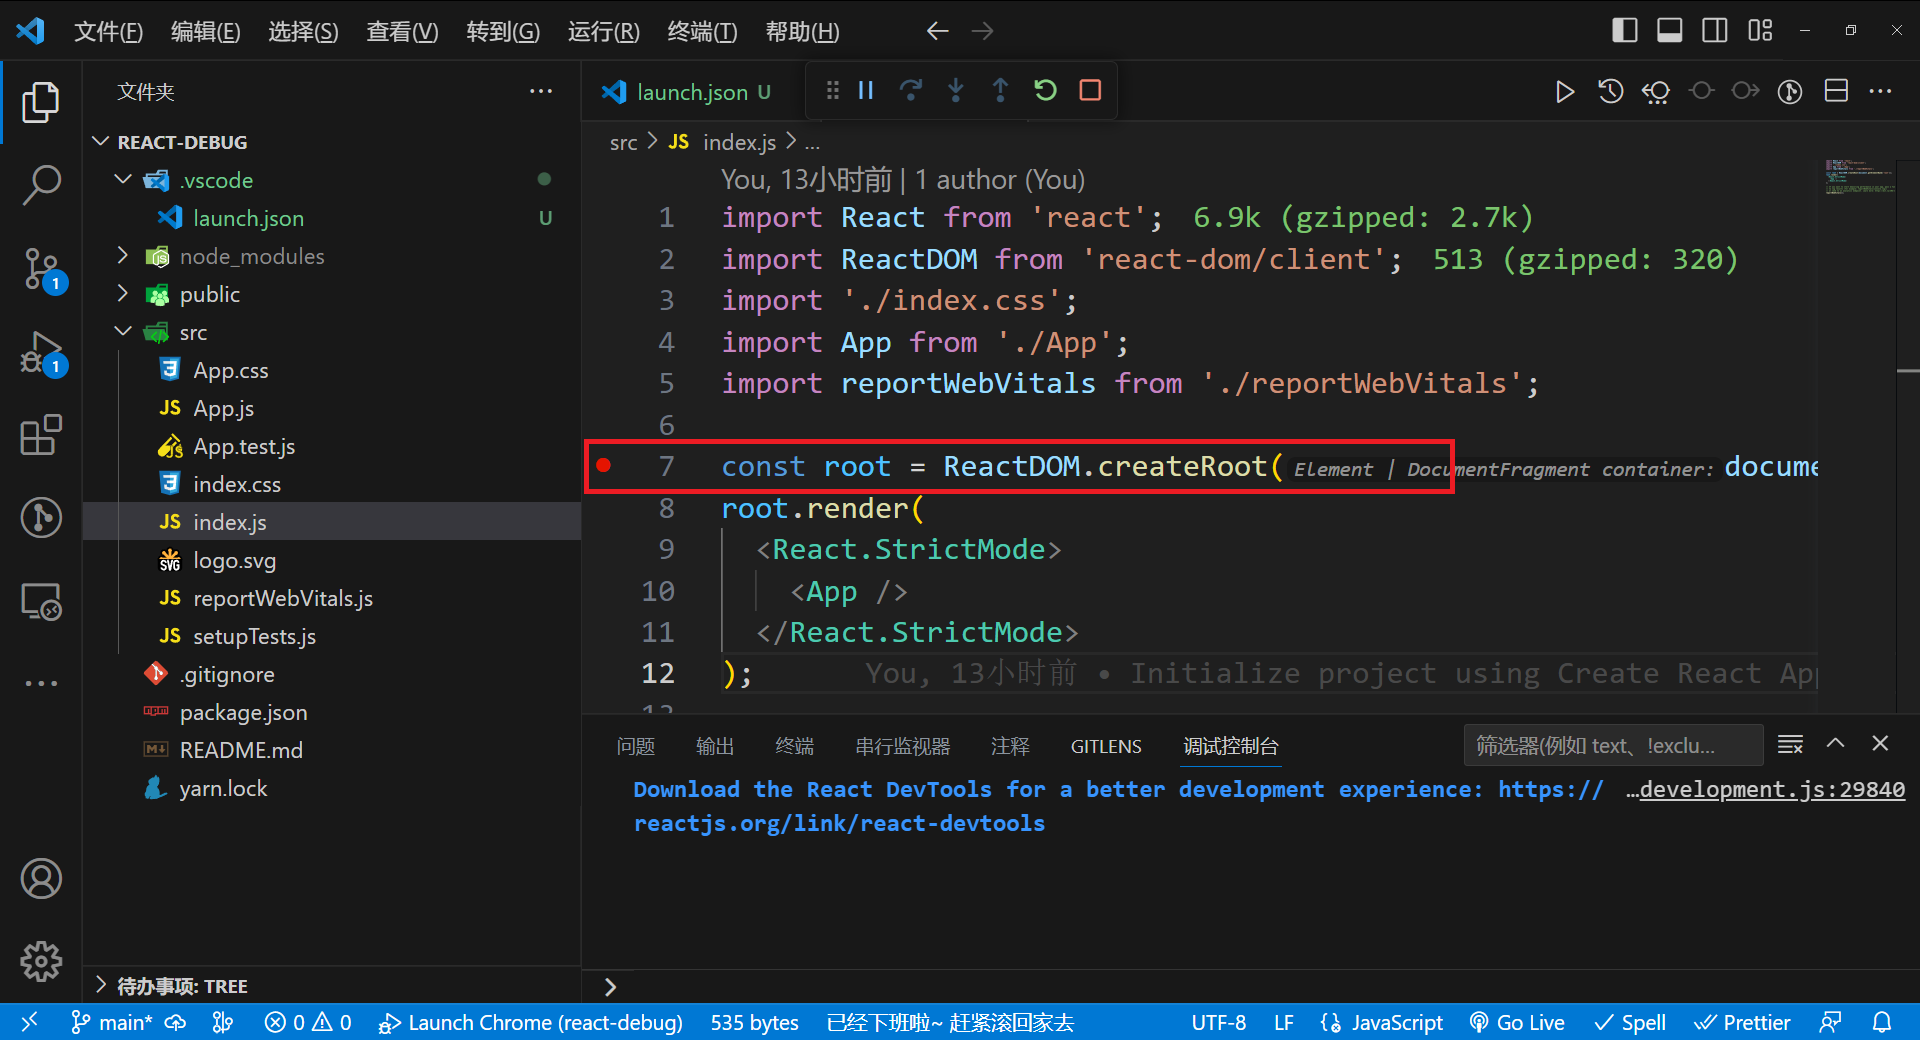 文件(F) 编辑(E) 选择(S) 查看(V) 转到(G) 运行(R) 终端(T) 帮助(H)
文件夹
REACT-DEBUG
.vscode
launch.json U
node_modules
public
src
App.css
JS App.js
App.test.js
index.css
JS index.js
SVG logo.svg
JS reportWebVitals.js
JS setupTests.js
.gitignore
package.json
README.md
yarn.lock
待办事项: TREE
1
1
launch.json U
src > JS index.js > ...
You, 13小时前 | 1 author (You)
1 import React from 'react'; 6.9k (gzipped: 2.7k)
2 import ReactDOM from 'react-dom/client'; 513 (gzipped: 320)
3 import './index.css';
4 import App from './App';
5 import reportWebVitals from './reportWebVitals';
6
7 const root = ReactDOM.createRoot(Element | DocumentFragment container: docume
8 root.render(
9 <React.StrictMode>
10 <App />
11 </React.StrictMode>
12 ); You, 13小时前 • Initialize project using Create React App
13
问题 输出 终端 串行监视器 注释 GITLENS 调试控制台 筛选器(例如 text、!exclu...
Download the React DevTools for a better development experience: https:// …development.js:29840
reactjs.org/link/react-devtools
main* 0 0 Launch Chrome (react-debug) 535 bytes 已经下班啦~ 赶紧滚回家去 UTF-8 LF JavaScript Go Live Spell Prettier